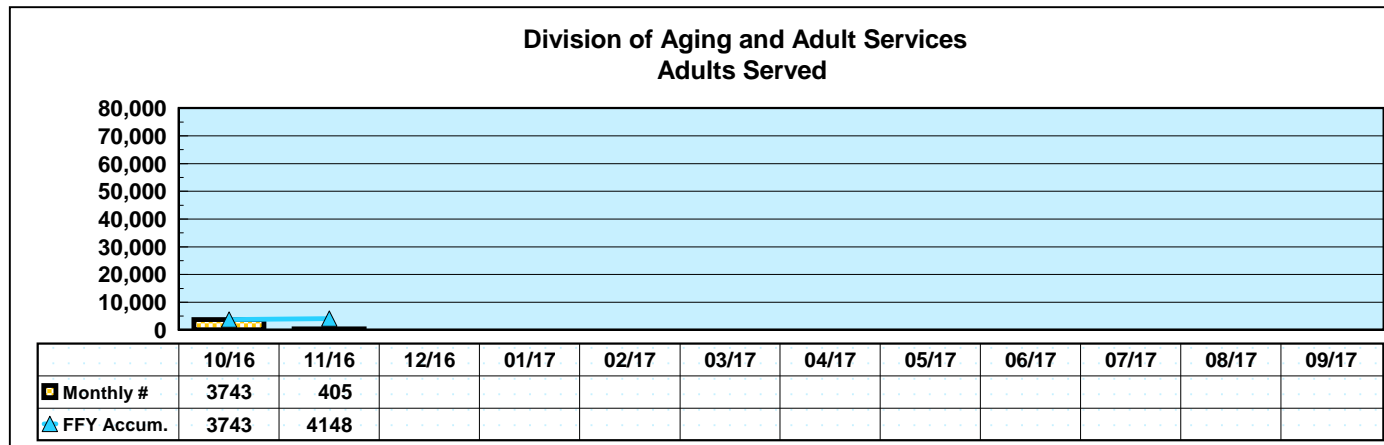 Division of Aging and Adult Services
Adults Served
80,000
70,000
60,000
50,000
40,000
30,000
20,000
10,000
0
10/16 11/16 12/16 01/17 02/17 03/17 04/17 05/17 06/17 07/17 08/17 09/17
Monthly # 3743 405
FFY Accum. 3743 4148